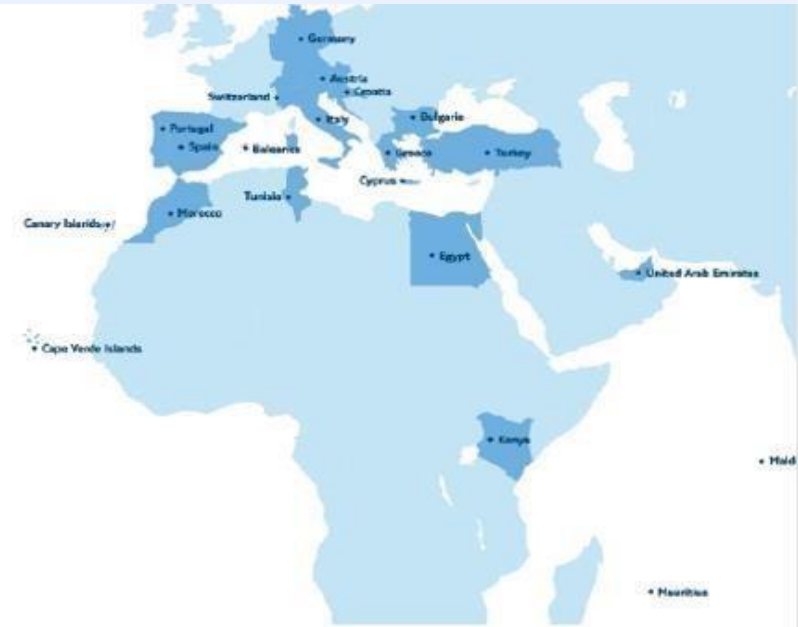 Germany
Austria
Switzerland
Croatia
Italy
Bulgaria
Portugal
Spain
Balearics
Greece
Turkey
Cyprus
Tunisia
Morocco
Canary Islands
Egypt
United Arab Emirates
Cape Verde Islands
Kenya
Mald
Mauritius